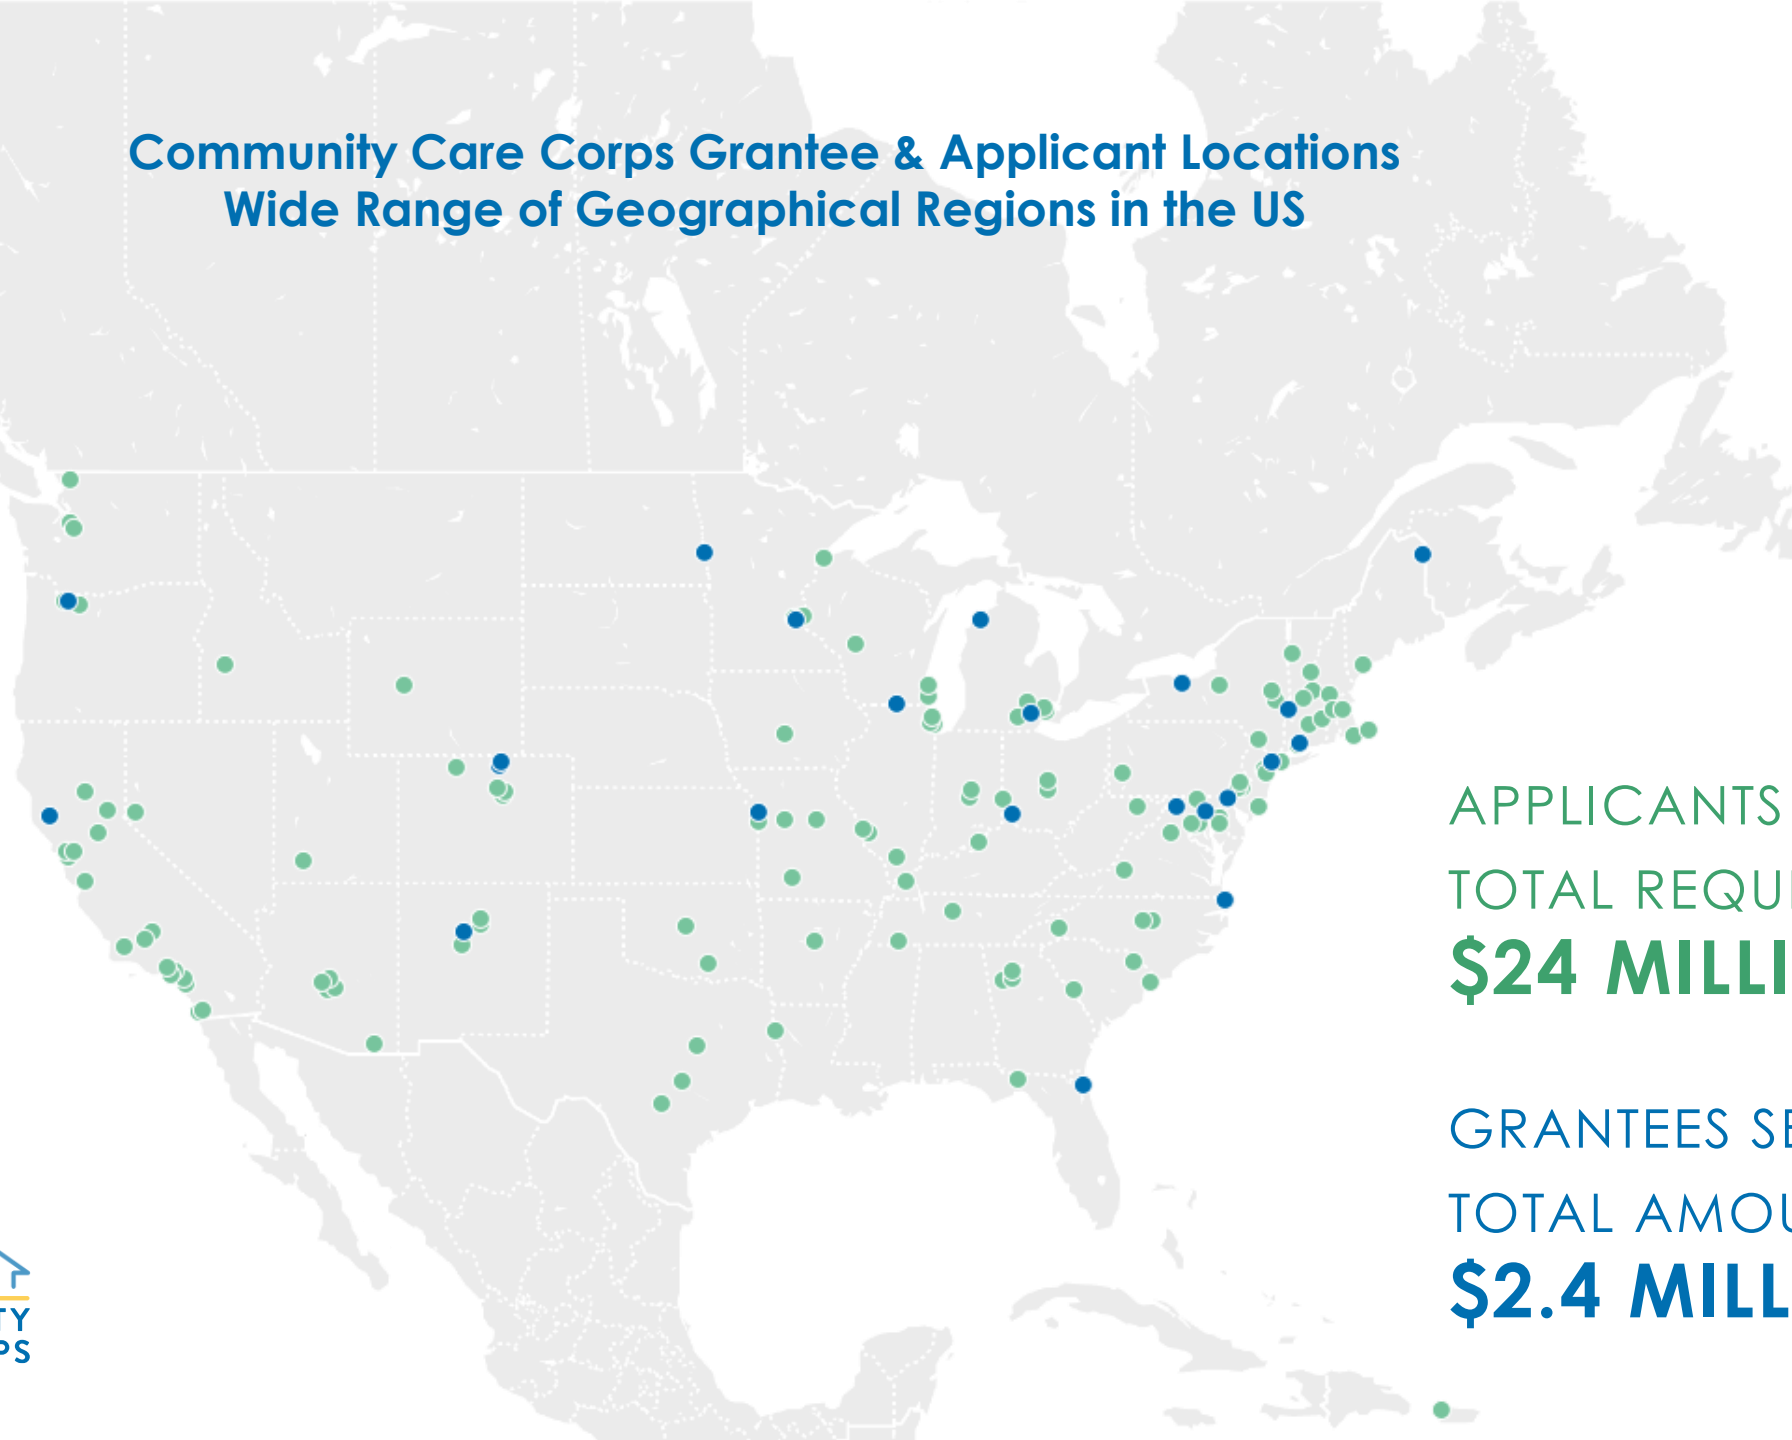 Community Care Corps Grantee & Applicant Locations
Wide Range of Geographical Regions in the US
APPLICANTS
TOTAL REQU
$24 MILLI
GRANTEES SE
TOTAL AMOU
$2.4 MILL
TY
PS